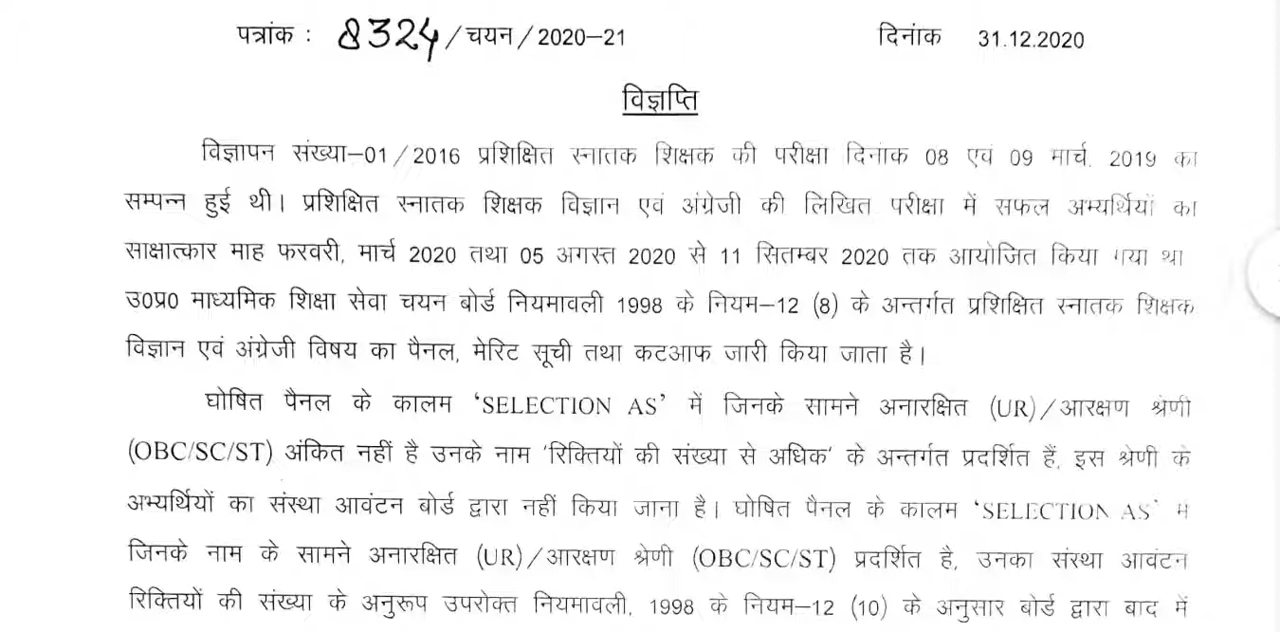 पत्रांक : 8324/चयन/2020–21 दिनांक 31.12.2020
विज्ञप्ति
विज्ञापन संख्या–01/2016 प्रशिक्षित स्नातक शिक्षक की परीक्षा दिनांक 08 एवं 09 मार्च, 2019 का
सम्पन्न हुई थी। प्रशिक्षित स्नातक शिक्षक विज्ञान एवं अंग्रेजी की लिखित परीक्षा में सफल अभ्यर्थियों का
साक्षात्कार माह फरवरी, मार्च 2020 तथा 05 अगस्त 2020 से 11 सितम्बर 2020 तक आयोजित किया गया था
उ0प्र0 माध्यमिक शिक्षा सेवा चयन बोर्ड नियमावली 1998 के नियम–12 (8) के अन्तर्गत प्रशिक्षित स्नातक शिक्षक
विज्ञान एवं अंग्रेजी विषय का पैनल, मेरिट सूची तथा कटआफ जारी किया जाता है।
घोषित पैनल के कालम ‘SELECTION AS’ में जिनके सामने अनारक्षित (UR)/आरक्षण श्रेणी
(OBC/SC/ST) अंकित नहीं है उनके नाम ‘रिक्तियों की संख्या से अधिक’ के अन्तर्गत प्रदर्शित हैं, इस श्रेणी के
अभ्यर्थियों का संस्था आवंटन बोर्ड द्वारा नहीं किया जाना है। घोषित पैनल के कालम ‘SELECTION AS’ में
जिनके नाम के सामने अनारक्षित (UR)/आरक्षण श्रेणी (OBC/SC/ST) प्रदर्शित है, उनका संस्था आवंटन
रिक्तियों की संख्या के अनुरूप उपरोक्त नियमावली, 1998 के नियम–12 (10) के अनुसार बोर्ड द्वारा बाद में